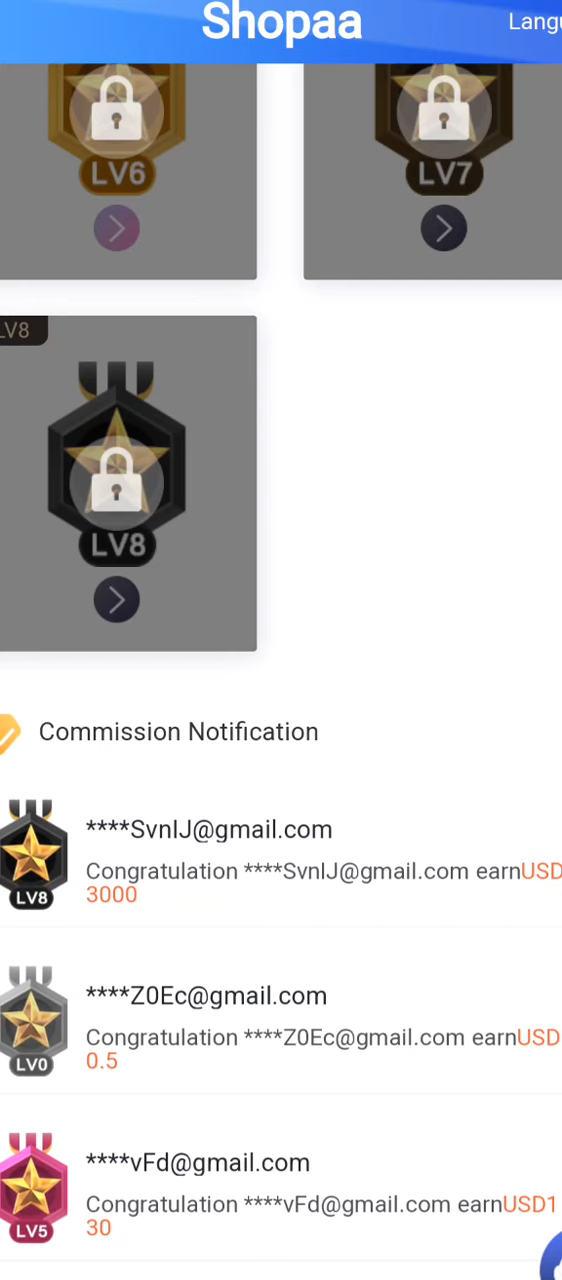 Shopaa
LV6
LV7
LV8
LV8
Commission Notification
****SvnIJ@gmail.com
Congratulation ****SvnIJ@gmail.com earnUSD
3000
LV8
****Z0Ec@gmail.com
Congratulation ****Z0Ec@gmail.com earnUSD
0.5
LV0
****vFd@gmail.com
Congratulation ****vFd@gmail.com earnUSD1
30
LV5